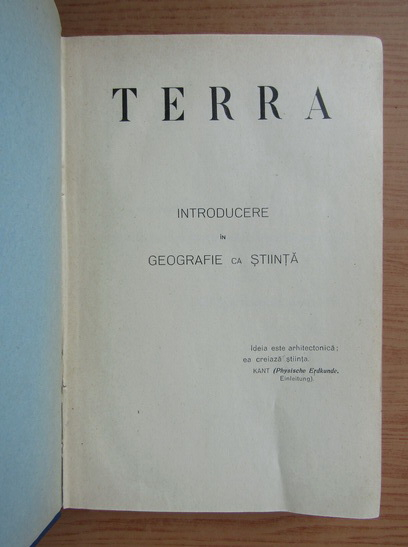 TERRA
INTRODUCERE
ÎN
GEOGRAFIE CA ȘTIINȚĂ
Ideia este arhitectonică;
ea creiază știința.
KANT (Physische Erdkunde.
Einleitung).